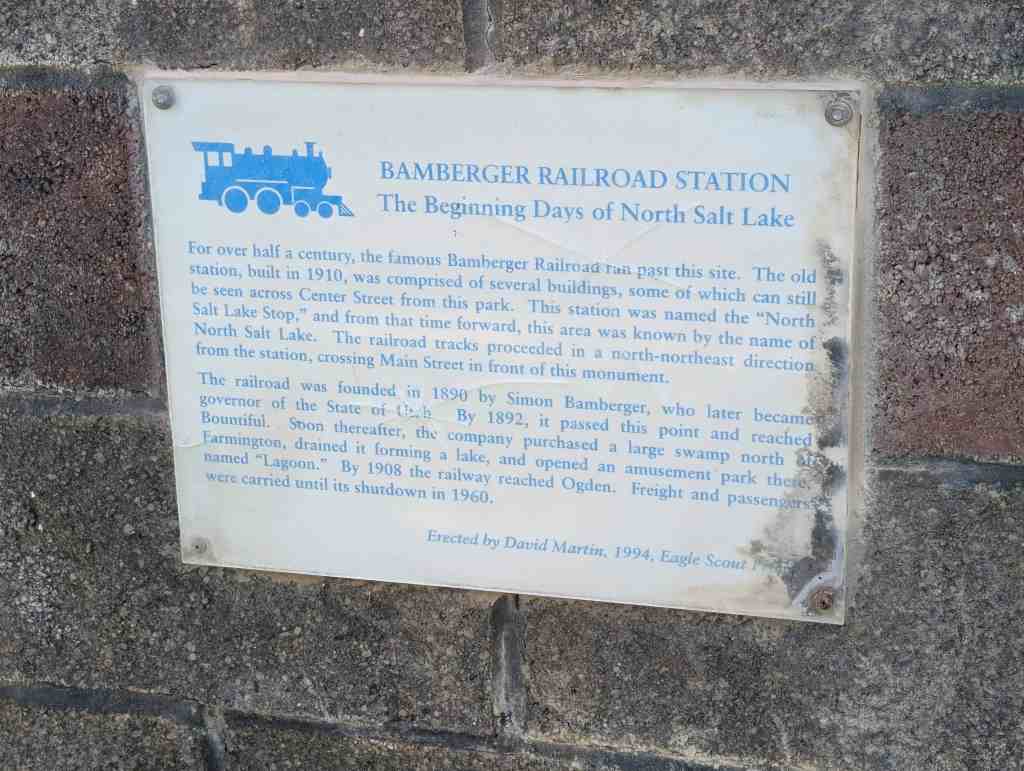 BAMBERGER RAILROAD STATION
The Beginning Days of North Salt Lake
For over half a century, the famous Bamberger Railroad ran past this site. The old
station, built in 1910, was comprised of several buildings, some of which can still
be seen across Center Street from this park. This station was named the “North
Salt Lake Stop,” and from that time forward, this area was known by the name of
North Salt Lake. The railroad tracks proceeded in a north-northeast direction
from the station, crossing Main Street in front of this monument.
The railroad was founded in 1890 by Simon Bamberger, who later became
governor of the State of Utah. By 1892, it passed this point and reached
Bountiful. Soon thereafter, the company purchased a large swamp north of
Farmington, drained it forming a lake, and opened an amusement park there,
named “Lagoon.” By 1908 the railway reached Ogden. Freight and passengers
were carried until its shutdown in 1960.
Erected by David Martin, 1994, Eagle Scout